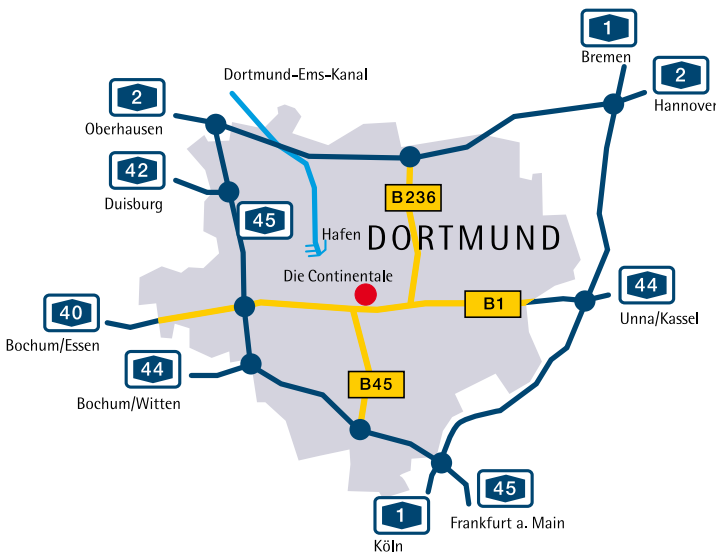 1
Bremen
Dortmund-Ems-Kanal
2
Hannover
2
Oberhausen
42
Duisburg
B236
45
Hafen
DORTMUND
Die Continentale
44
Unna/Kassel
B1
40
Bochum/Essen
44
Bochum/Witten
B45
45
Frankfurt a. Main
1
Köln